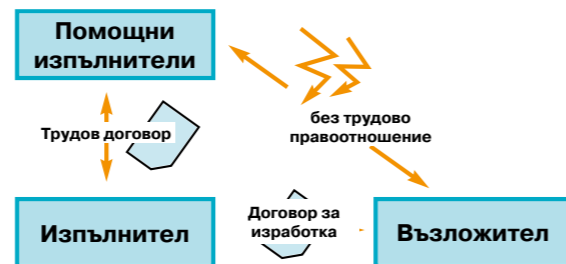 Помощни
изпълнители
Трудов договор
без трудово
правоотношение
Изпълнител
Договор за
изработка
Възложител